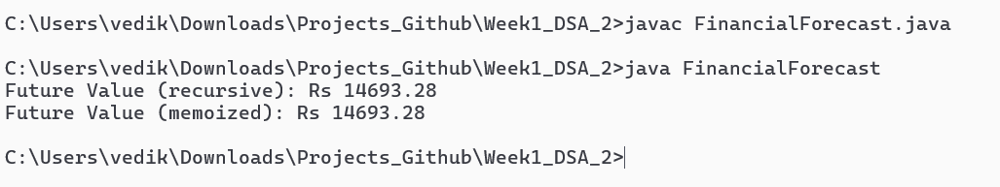 C:\Users\vedik\Downloads\Projects_Github\Week1_DSA_2>javac FinancialForecast.java
C:\Users\vedik\Downloads\Projects_Github\Week1_DSA_2>java FinancialForecast
Future Value (recursive): Rs 14693.28
Future Value (memoized): Rs 14693.28
C:\Users\vedik\Downloads\Projects_Github\Week1_DSA_2>